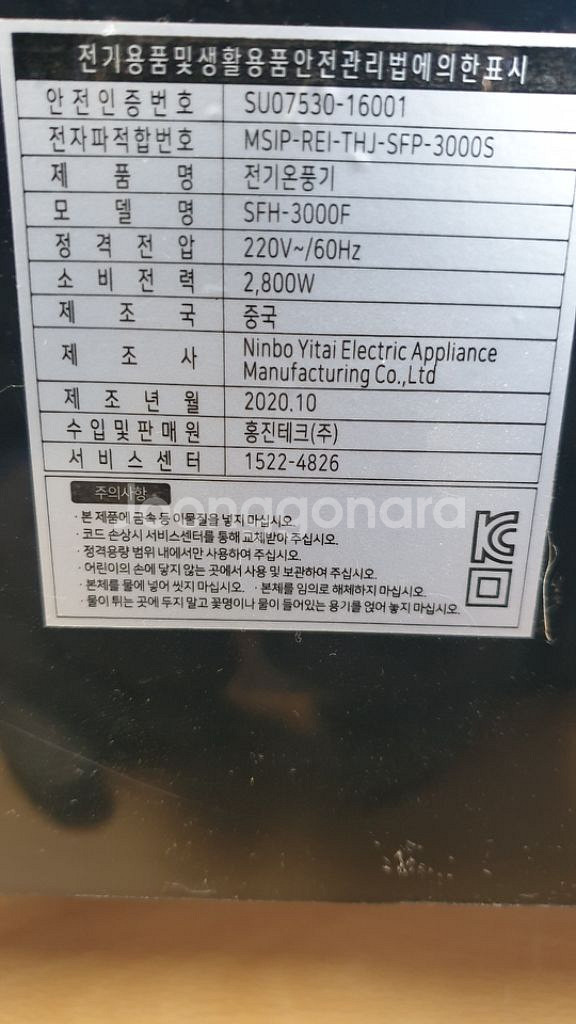 전기용품및생활용품안전관리법에의한표시
안전인증번호 SU07530-16001
전자파적합번호 MSIP-REI-THJ-SFP-3000S
제품명 전기온풍기
모델명 SFH-3000F
정격전압 220V~/60Hz
소비전력 2,800W
제조국 중국
제조사 Ninbo Yitai Electric Appliance
Manufacturing Co.,Ltd
제조년월 2020.10
수입및판매원 홍진테크(주)
서비스센터 1522-4826
주의사항
joonggonara
· 본 제품에 금속 등 이물질을 넣지 마십시오.
· 코드 손상시 서비스센터를 통해 교체받아 주십시오.
· 정격용량 범위 내에서만 사용하여 주십시오.
· 어린이의 손에 닿지 않는 곳에서 사용 및 보관하여 주십시오.
· 본체를 물에 넣어 씻지 마십시오. · 본체를 임의로 해체하지 마십시오.
· 물이 튀는 곳에 두지 말고 꽃병이나 물이 들어있는 용기를 얹어 놓지 마십시오.